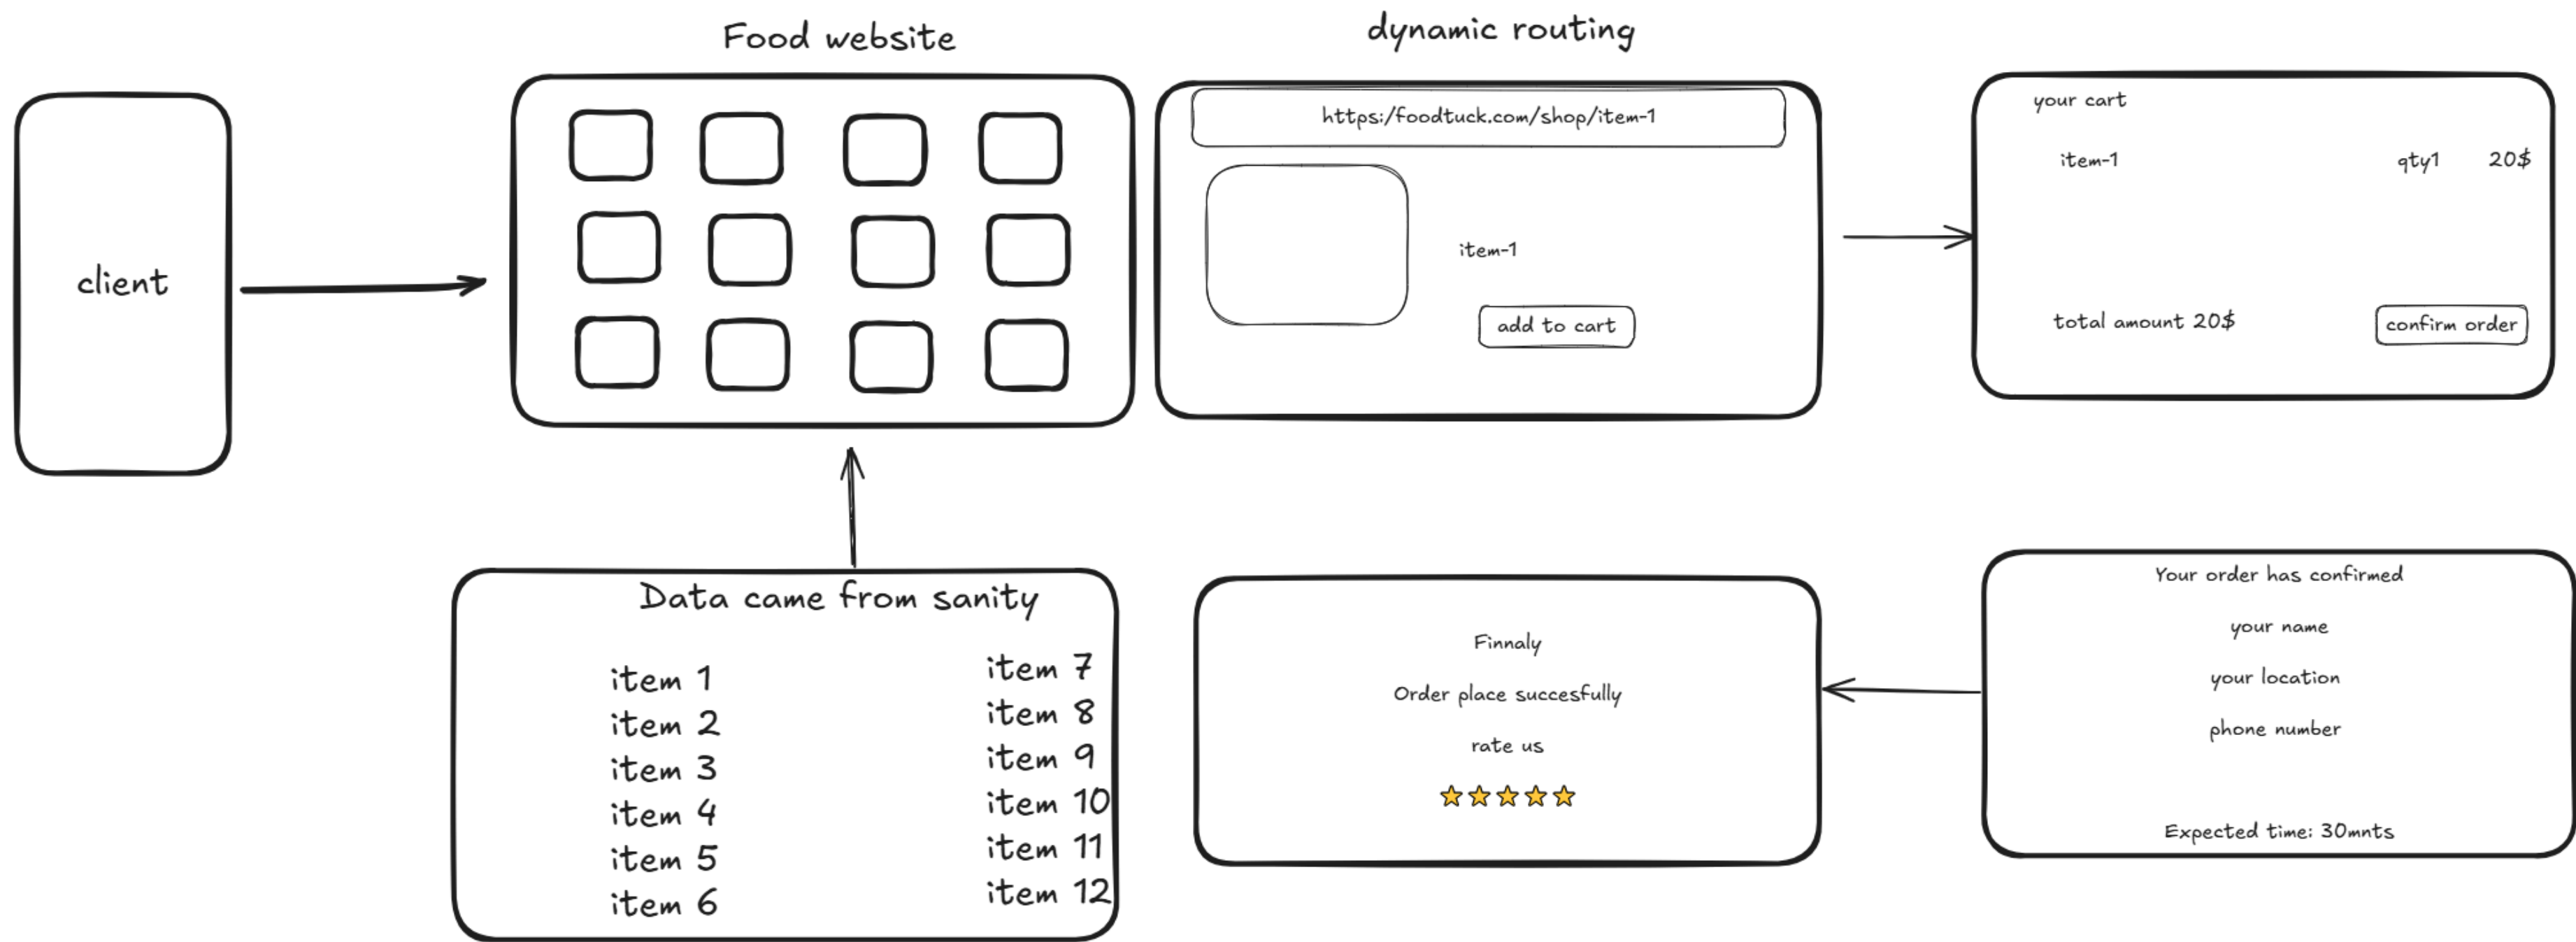 Food website
dynamic routing
client
https:/foodtuck.com/shop/item-1
item-1
add to cart
your cart
item-1 qty1 20$
total amount 20$ confirm order
Data came from sanity
item 1
item 2
item 3
item 4
item 5
item 6
item 7
item 8
item 9
item 10
item 11
item 12
Your order has confirmed
your name
your location
phone number
Expected time: 30mnts
Finnaly
Order place succesfully
rate us